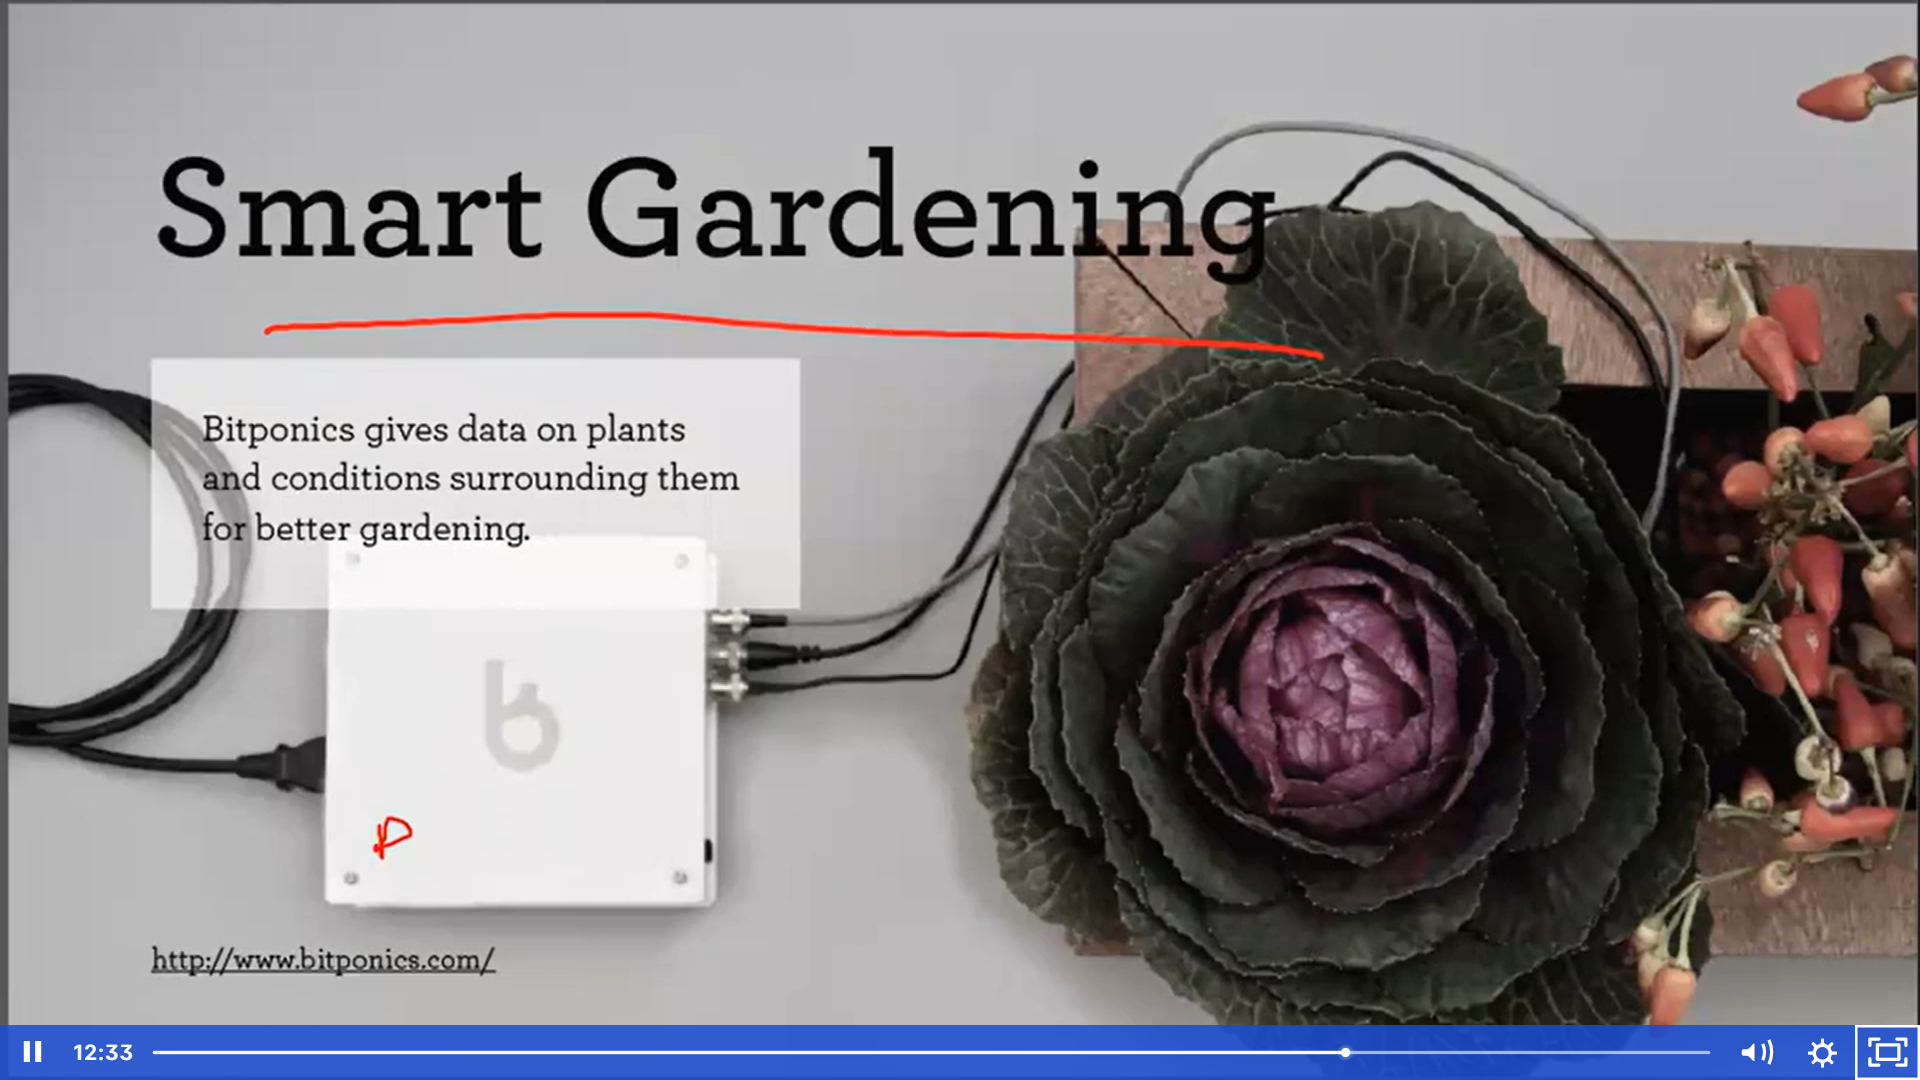 Smart Gardening
Bitponics gives data on plants
and conditions surrounding them
for better gardening.
b
P
http://www.bitponics.com/
12:33